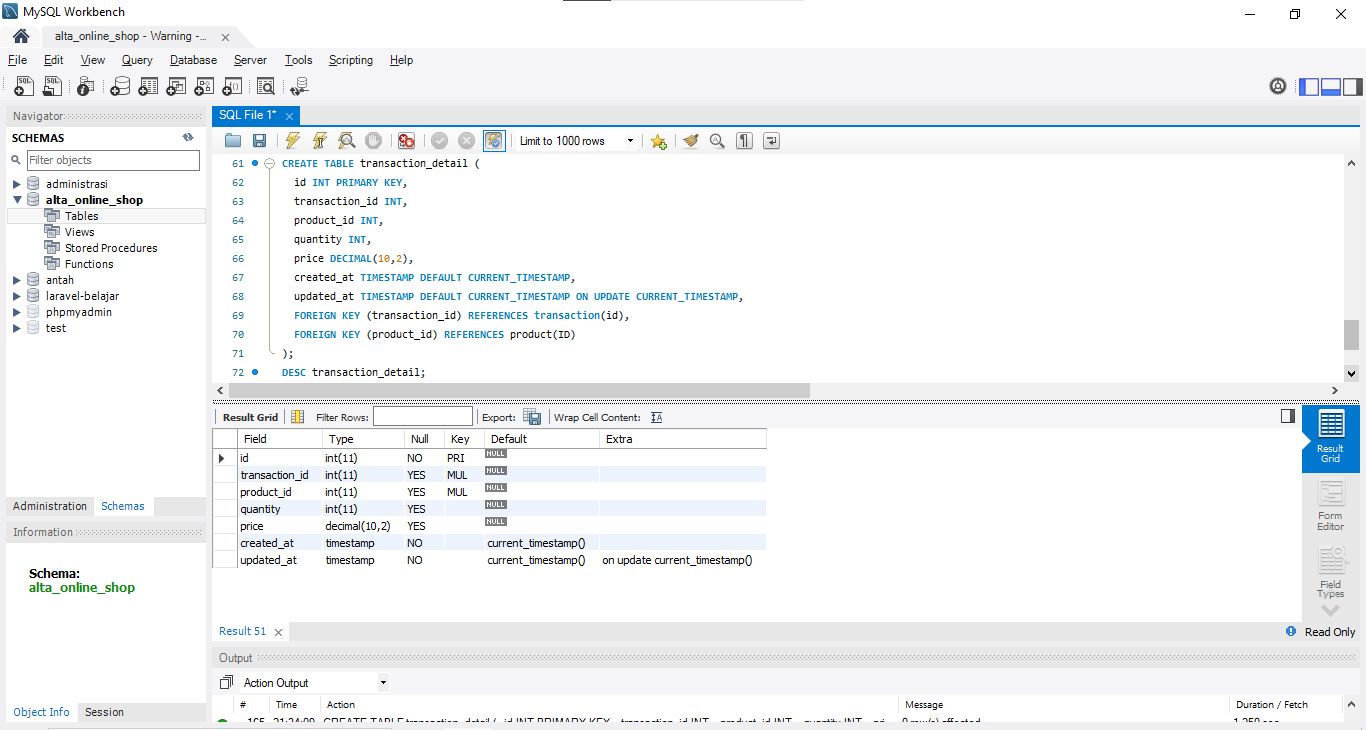 MySQL Workbench
alta_online_shop - Warning -...
File Edit View Query Database Server Tools Scripting Help
Navigator
SCHEMAS
Filter objects
administrasi
alta_online_shop
Tables
Views
Stored Procedures
Functions
antah
laravel-belajar
phpmyadmin
test
Administration Schemas
Information
Schema:
alta_online_shop
Object Info Session
SQL File 1*
Limit to 1000 rows
61 CREATE TABLE transaction_detail (
62 id INT PRIMARY KEY,
63 transaction_id INT,
64 product_id INT,
65 quantity INT,
66 price DECIMAL(10,2),
67 created_at TIMESTAMP DEFAULT CURRENT_TIMESTAMP,
68 updated_at TIMESTAMP DEFAULT CURRENT_TIMESTAMP ON UPDATE CURRENT_TIMESTAMP,
69 FOREIGN KEY (transaction_id) REFERENCES transaction(id),
70 FOREIGN KEY (product_id) REFERENCES product(ID)
71 );
72 DESC transaction_detail;
Result Grid Filter Rows: Export: Wrap Cell Content:
Field Type Null Key Default Extra
id int(11) NO PRI NULL
transaction_id int(11) YES MUL NULL
product_id int(11) YES MUL NULL
quantity int(11) YES NULL
price decimal(10,2) YES NULL
created_at timestamp NO current_timestamp()
updated_at timestamp NO current_timestamp() on update current_timestamp()
Result Grid
Form Editor
Field Types
Result 51
Read Only
Output
Action Output
# Time Action Message Duration / Fetch
CREATE TABLE transaction_detail ( id INT PRIMARY KEY, transaction_id INT, product_id INT, quantity INT, 0 row(s) affected